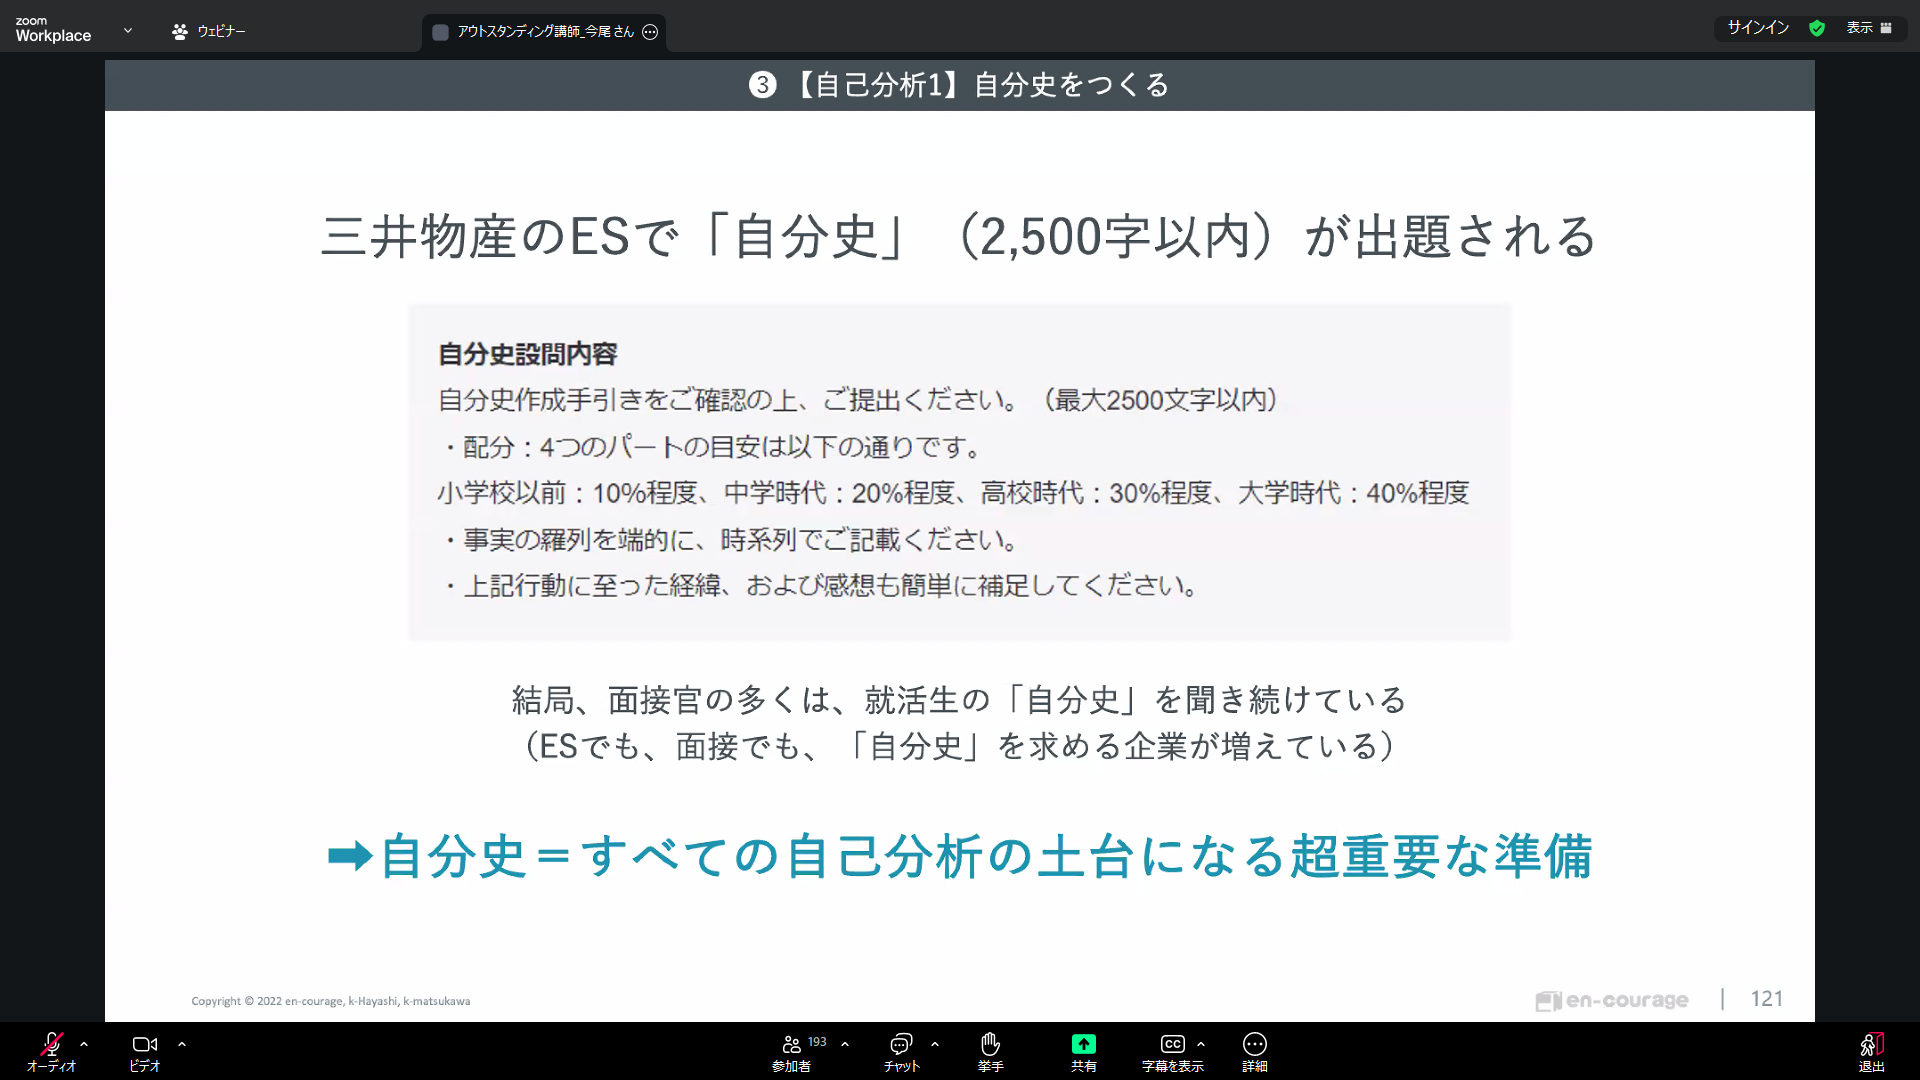 zoom
Workplace
ウェビナー
アウトスタンディング講師_今尾 さん
サインイン
表示
❸ 【自己分析1】自分史をつくる
三井物産のESで「自分史」（2,500字以内）が出題される
自分史設問内容
自分史作成手引きをご確認の上、ご提出ください。（最大2500文字以内）
・配分：4つのパートの目安は以下の通りです。
小学校以前：10%程度、中学時代：20%程度、高校時代：30%程度、大学時代：40%程度
・事実の羅列を端的に、時系列でご記載ください。
・上記行動に至った経緯、および感想も簡単に補足してください。
結局、面接官の多くは、就活生の「自分史」を聞き続けている
（ESでも、面接でも、「自分史」を求める企業が増えている）
➡自分史＝すべての自己分析の土台になる超重要な準備
Copyright © 2022 en-courage, k-Hayashi, k-matsukawa
en-courage | 121
オーディオ
ビデオ
193
参加者
チャット
挙手
共有
CC
字幕を表示
詳細
退出